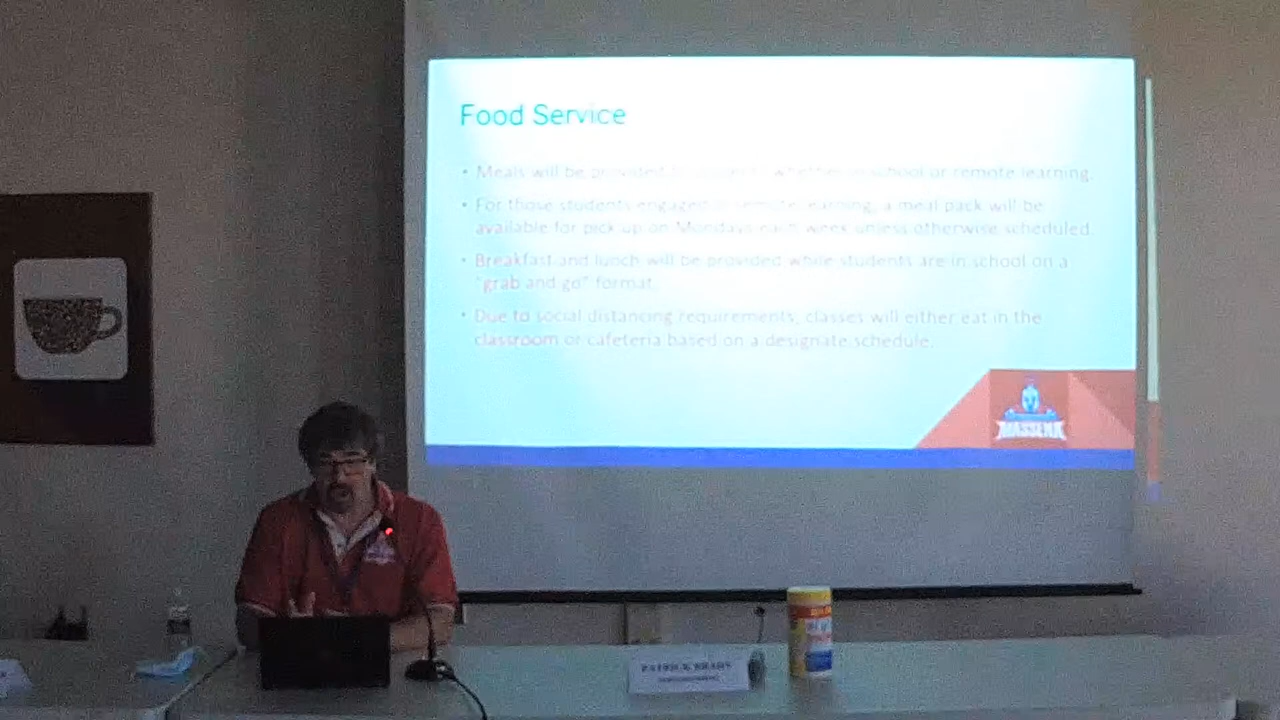 Food Service
• Meals will be provided to students whether in school or remote learning.
• For those students engaged in remote learning, a meal pack will be
available for pick up on Mondays each week unless otherwise scheduled.
• Breakfast and lunch will be provided while students are in school on a
"grab and go" format.
• Due to social distancing requirements, classes will either eat in the
classroom or cafeteria based on a designate schedule.
MASSENA
PATRICK BRADY